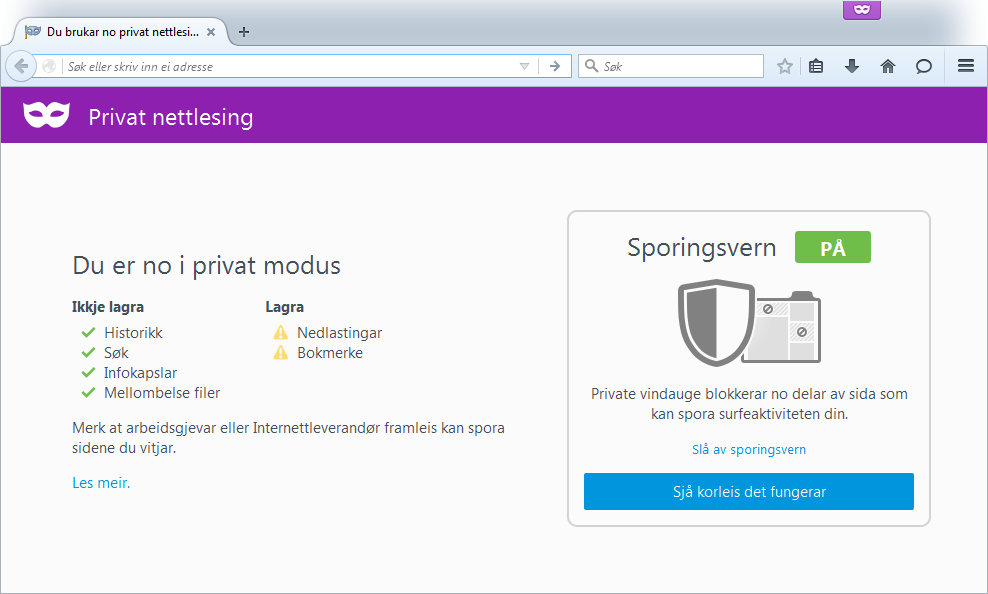 Du brukar no privat nettlesi...
Søk eller skriv inn ei adresse
Søk
Privat nettlesing
Du er no i privat modus
Ikkje lagra
Historikk
Søk
Infokapslar
Mellombelse filer
Lagra
Nedlastingar
Bokmerke
Merk at arbeidsgjevar eller Internettleverandør framleis kan spora
sidene du vitjar.
Les meir.
Sporingsvern PÅ
Private vindauge blokkerar no delar av sida som
kan spora surfeaktiviteten din.
Slå av sporingsvern
Sjå korleis det fungerar